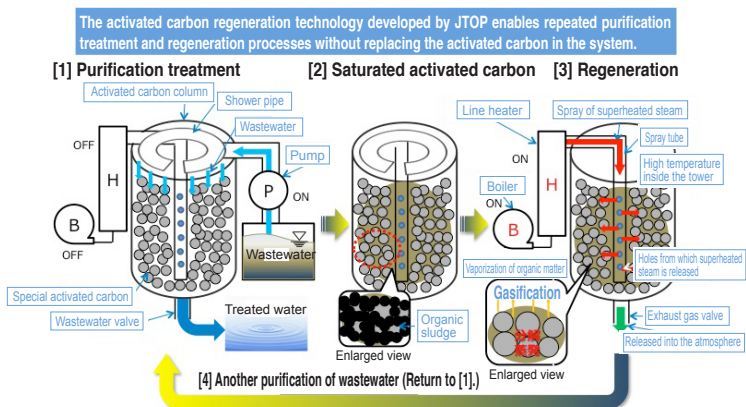 The activated carbon regeneration technology developed by JTOP enables repeated purification
treatment and regeneration processes without replacing the activated carbon in the system.
[1] Purification treatment
[2] Saturated activated carbon
[3] Regeneration
Activated carbon column
Shower pipe
Wastewater
Pump
OFF
H
P
ON
B
OFF
Wastewater
Special activated carbon
Wastewater valve
Treated water
Organic
sludge
Enlarged view
Line heater
Spray of superheated steam
Spray tube
ON
High temperature
inside the tower
H
Boiler
ON
B
Holes from which superheated
steam is released
Vaporization of organic matter
Gasification
Enlarged view
Exhaust gas valve
Released into the atmosphere
[4] Another purification of wastewater (Return to [1].)